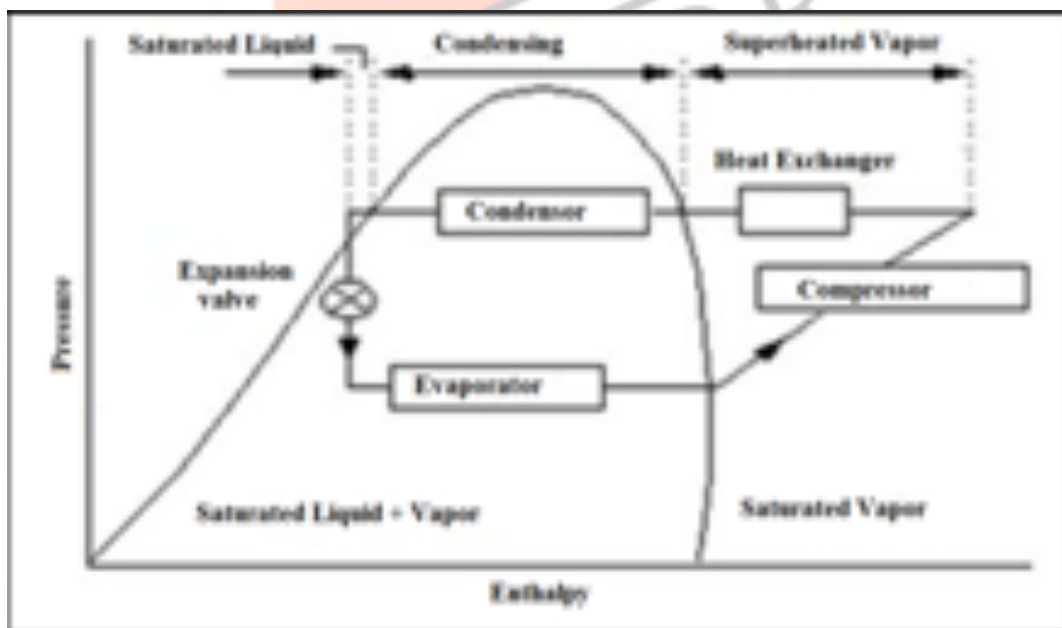 Saturated Liquid
Condensing
Superheated Vapor
Heat Exchanger
Condensor
Expansion
valve
Compressor
Evaporator
Pressure
Saturated Liquid + Vapor
Saturated Vapor
Enthalpy